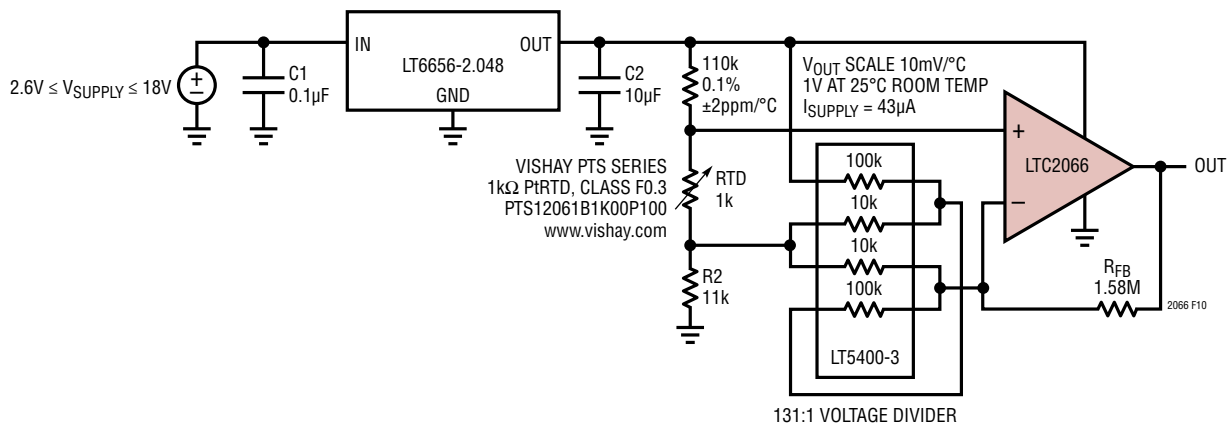 2.6V ≤ VSUPPLY ≤ 18V
C1
0.1µF
IN
OUT
LT6656-2.048
GND
C2
10µF
110k
0.1%
±2ppm/°C
VOUT SCALE 10mV/°C
1V AT 25°C ROOM TEMP
ISUPPLY = 43µA
VISHAY PTS SERIES
1kΩ PtRTD, CLASS F0.3
PTS12061B1K00P100
www.vishay.com
RTD
1k
R2
11k
100k
10k
10k
100k
LT5400-3
131:1 VOLTAGE DIVIDER
+
–
LTC2066
OUT
RFB
1.58M
2066 F10